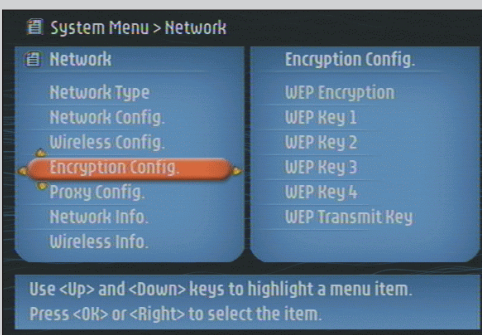 System Menu > Network
Network
Network Type
Network Config.
Wireless Config.
Encryption Config.
Proxy Config.
Network Info.
Wireless Info.
Encryption Config.
WEP Encryption
WEP Key 1
WEP Key 2
WEP Key 3
WEP Key 4
WEP Transmit Key
Use <Up> and <Down> keys to highlight a menu item.
Press <OK> or <Right> to select the item.